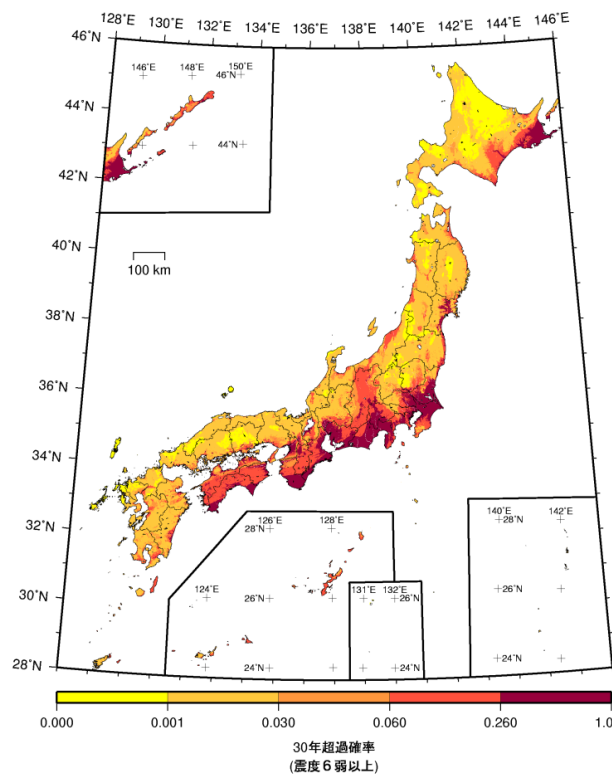 128˚E 130˚E 132˚E 134˚E 136˚E 138˚E 140˚E 142˚E 144˚E 146˚E
46˚N
146˚E 148˚E 150˚E
46˚N
44˚N
44˚N
42˚N
40˚N
100 km
38˚N
36˚N
34˚N
32˚N
126˚E 128˚E
28˚N
140˚E 142˚E
28˚N
30˚N
124˚E
26˚N
131˚E 132˚E
26˚N
26˚N
28˚N
24˚N
24˚N
24˚N
0.000 0.001 0.030 0.060 0.260 1.0
30年超過確率
(震度６弱以上)